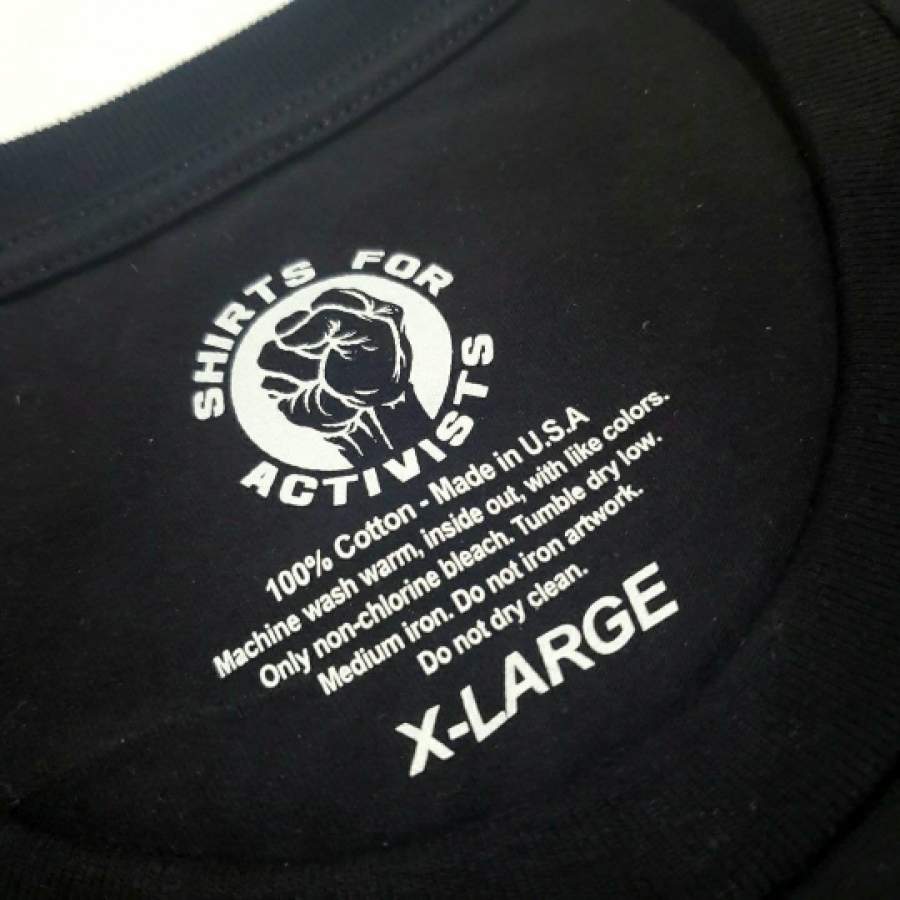 SHIRTS FOR
ACTIVISTS
100% Cotton - Made in U.S.A
Machine wash warm, inside out, with like colors.
Only non-chlorine bleach. Tumble dry low.
Medium iron. Do not iron artwork.
Do not dry clean.
X-LARGE